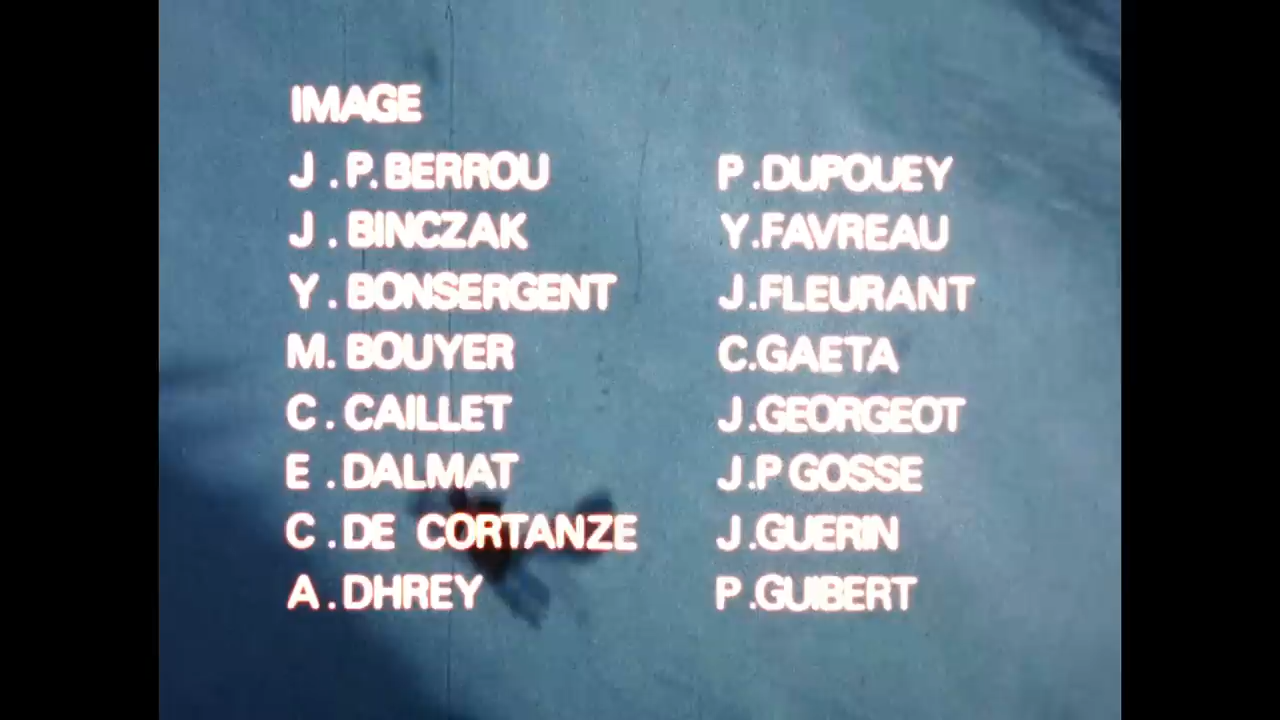 IMAGE
J . P. BERROU
J . BINCZAK
Y . BONSERGENT
M. BOUYER
C . CAILLET
E . DALMAT
C . DE CORTANZE
A . DHREY
P .DUPOUEY
Y.FAVREAU
J.FLEURANT
C.GAETA
J.GEORGEOT
J.P GOSSE
J.GUERIN
P.GUIBERT